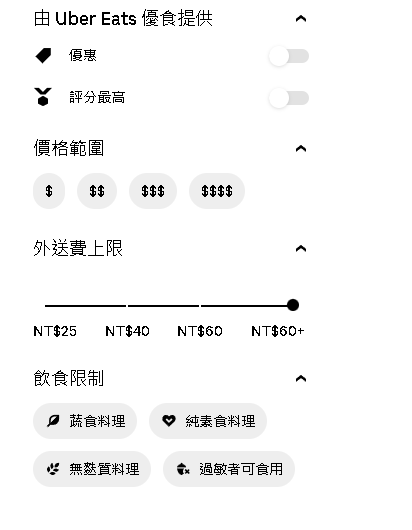 由 Uber Eats 優食提供
優惠
評分最高
價格範圍
$ $$ $$$ $$$$
外送費上限
NT$25 NT$40 NT$60 NT$60+
飲食限制
蔬食料理 純素食料理
無麩質料理 過敏者可食用